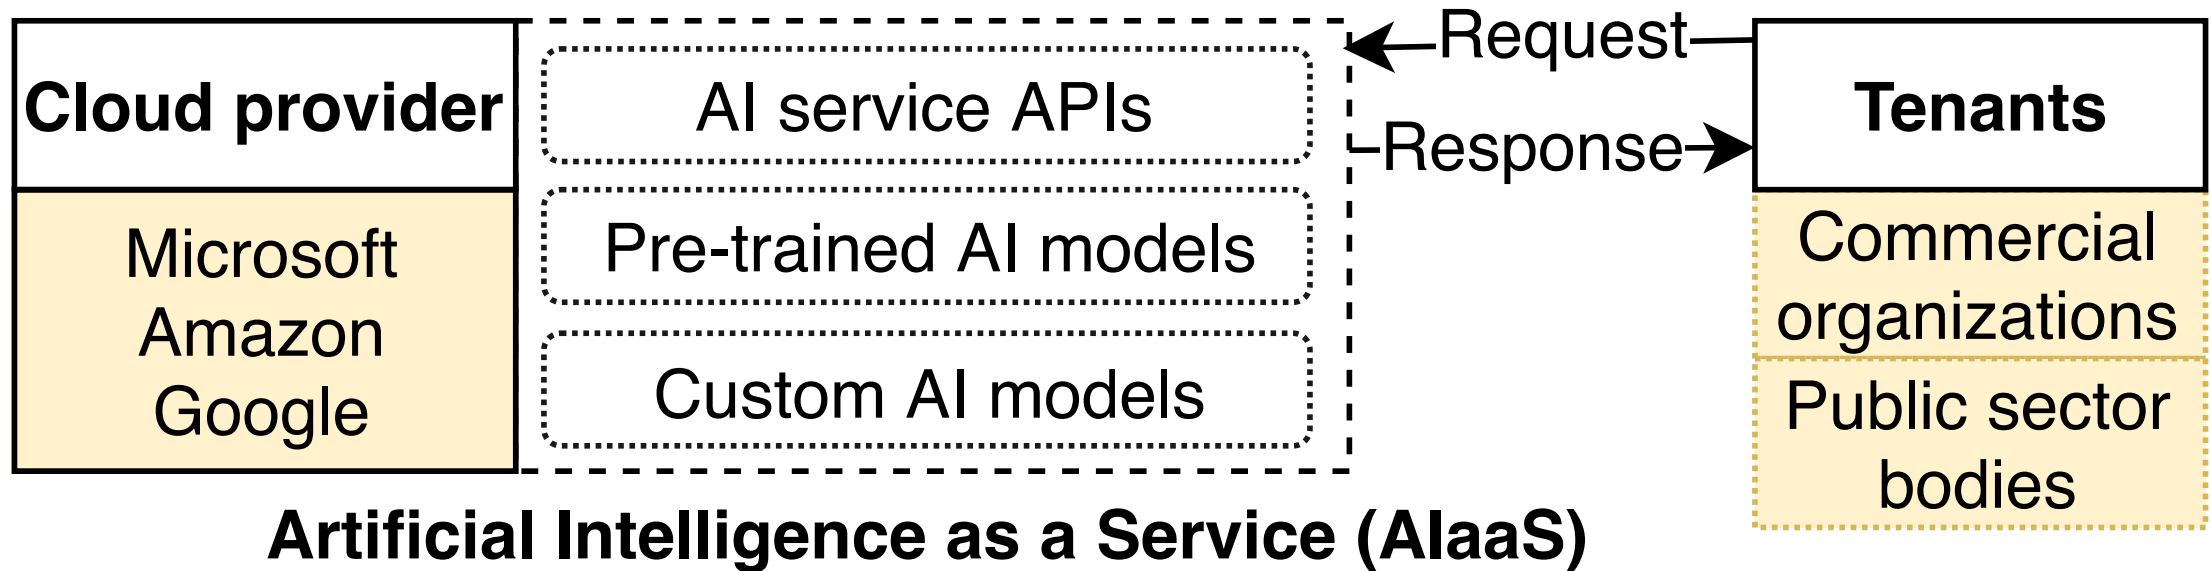 Cloud provider
Microsoft
Amazon
Google
AI service APIs
Pre-trained AI models
Custom AI models
Request
Response
Tenants
Commercial
organizations
Public sector
bodies
Artificial Intelligence as a Service (AIaaS)